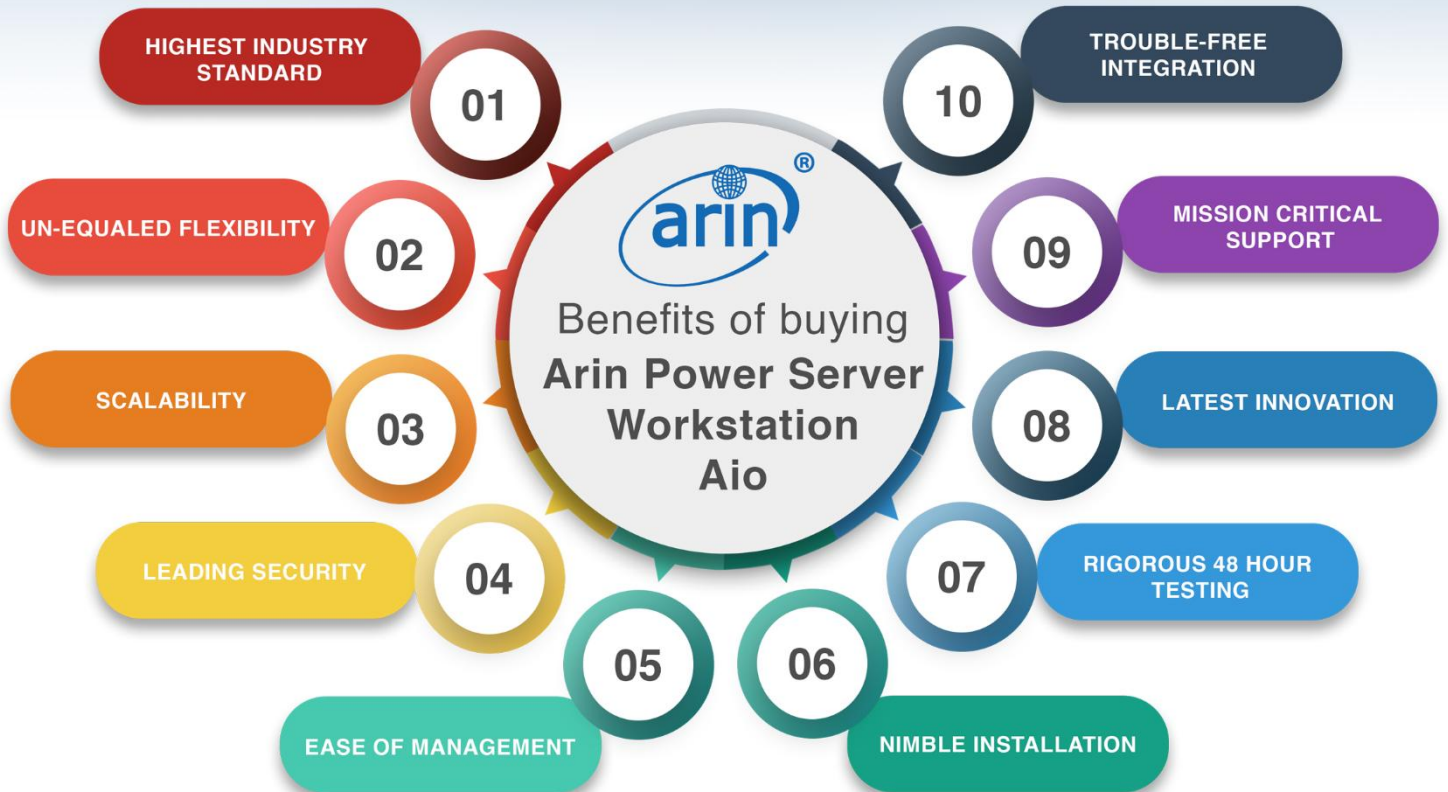 arin®
Benefits of buying
Arin Power Server
Workstation
Aio
01
HIGHEST INDUSTRY
STANDARD
02
UN-EQUALED FLEXIBILITY
03
SCALABILITY
04
LEADING SECURITY
05
EASE OF MANAGEMENT
06
NIMBLE INSTALLATION
07
RIGOROUS 48 HOUR
TESTING
08
LATEST INNOVATION
09
MISSION CRITICAL
SUPPORT
10
TROUBLE-FREE
INTEGRATION